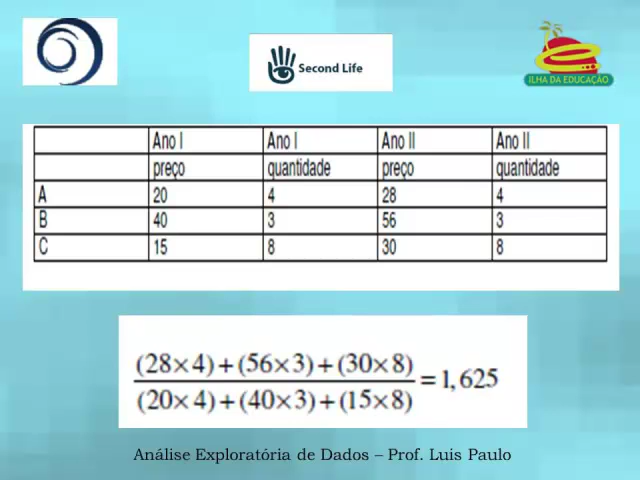 Second Life
ILHA DA EDUCAÇÃO
Ano I Ano I Ano II Ano II
preço quantidade preço quantidade
A 20 4 28 4
B 40 3 56 3
C 15 8 30 8
(28×4)+(56×3)+(30×8)
(20×4)+(40×3)+(15×8)
=1,625
Análise Exploratória de Dados – Prof. Luis Paulo